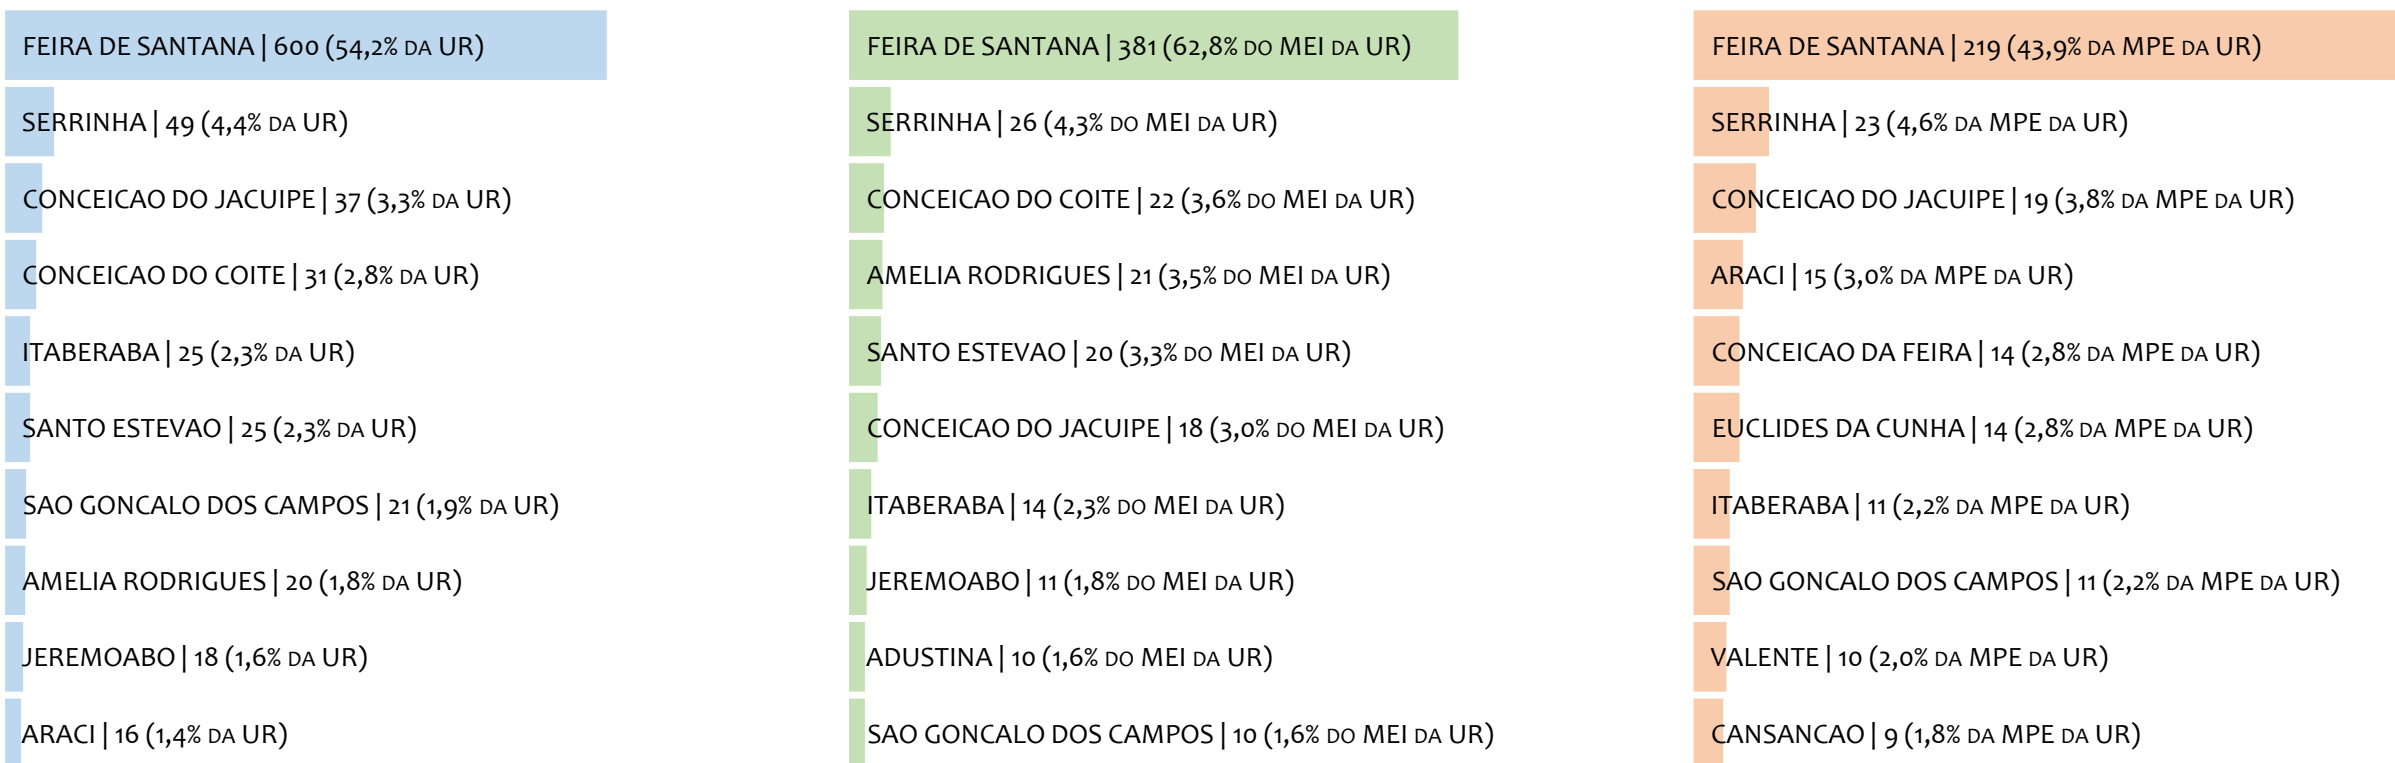 FEIRA DE SANTANA | 600 (54,2% DA UR)
SERRINHA | 49 (4,4% DA UR)
CONCEICAO DO JACUIPE | 37 (3,3% DA UR)
CONCEICAO DO COITE | 31 (2,8% DA UR)
ITABERABA | 25 (2,3% DA UR)
SANTO ESTEVAO | 25 (2,3% DA UR)
SAO GONCALO DOS CAMPOS | 21 (1,9% DA UR)
AMELIA RODRIGUES | 20 (1,8% DA UR)
JEREMOABO | 18 (1,6% DA UR)
ARACI | 16 (1,4% DA UR)
FEIRA DE SANTANA | 381 (62,8% DO MEI DA UR)
SERRINHA | 26 (4,3% DO MEI DA UR)
CONCEICAO DO COITE | 22 (3,6% DO MEI DA UR)
AMELIA RODRIGUES | 21 (3,5% DO MEI DA UR)
SANTO ESTEVAO | 20 (3,3% DO MEI DA UR)
CONCEICAO DO JACUIPE | 18 (3,0% DO MEI DA UR)
ITABERABA | 14 (2,3% DO MEI DA UR)
JEREMOABO | 11 (1,8% DO MEI DA UR)
ADUSTINA | 10 (1,6% DO MEI DA UR)
SAO GONCALO DOS CAMPOS | 10 (1,6% DO MEI DA UR)
FEIRA DE SANTANA | 219 (43,9% DA MPE DA UR)
SERRINHA | 23 (4,6% DA MPE DA UR)
CONCEICAO DO JACUIPE | 19 (3,8% DA MPE DA UR)
ARACI | 15 (3,0% DA MPE DA UR)
CONCEICAO DA FEIRA | 14 (2,8% DA MPE DA UR)
EUCLIDES DA CUNHA | 14 (2,8% DA MPE DA UR)
ITABERABA | 11 (2,2% DA MPE DA UR)
SAO GONCALO DOS CAMPOS | 11 (2,2% DA MPE DA UR)
VALENTE | 10 (2,0% DA MPE DA UR)
CANSANCAO | 9 (1,8% DA MPE DA UR)